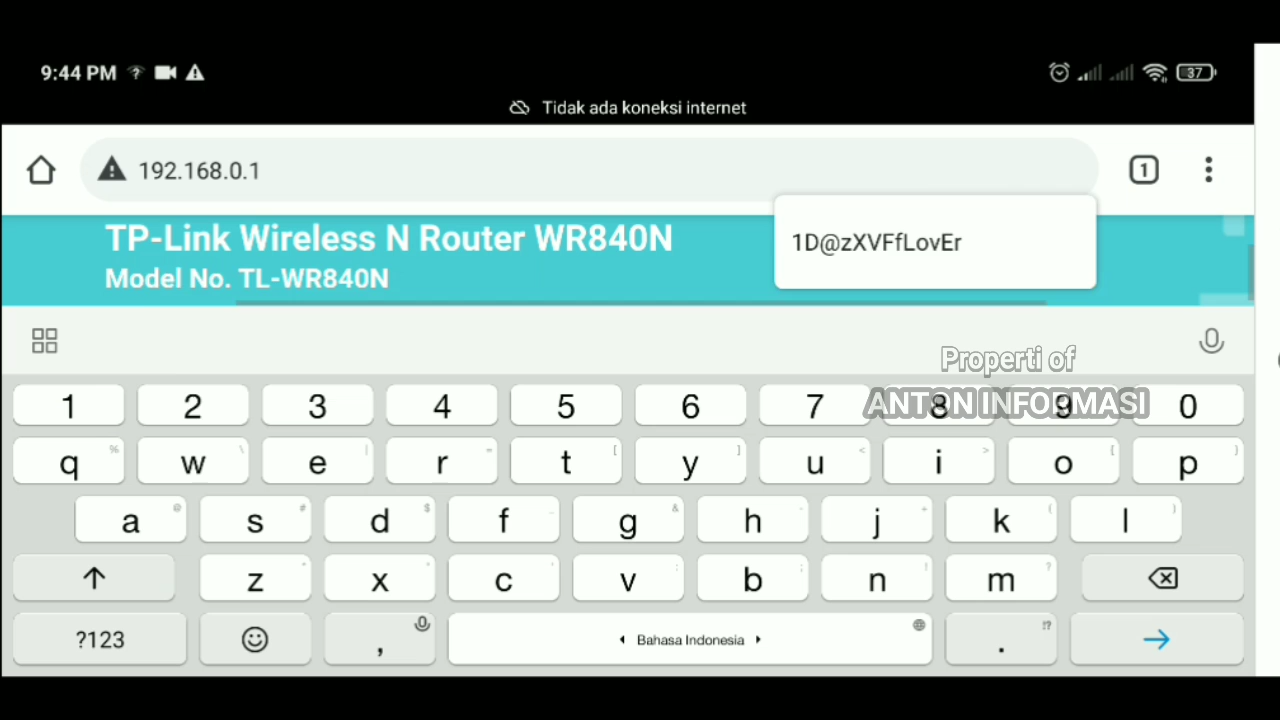 9:44 PM
37
Tidak ada koneksi internet
192.168.0.1
1
TP-Link Wireless N Router WR840N
Model No. TL-WR840N
1D@zXVFfLovEr
Properti of
ANTON INFORMASI
1 2 3 4 5 6 7 8 9 0
q % w \ e | r = t [ y ] u < i > o { p }
a @ s # d $ f _ g & h - j + k ( l )
z * x " c ' v : b ; n ! m ?
?123 , Bahasa Indonesia . !?